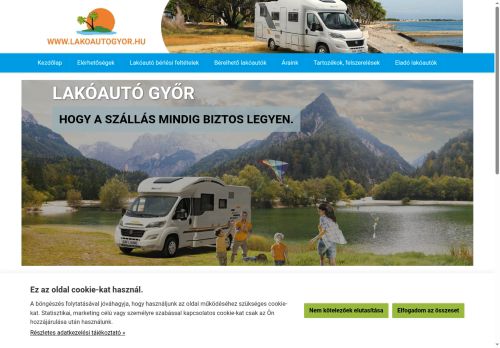 WWW.LAKOAUTOGYOR.HU
Kezdőlap Elérhetőségek Lakóautó bérlési feltételek Bérelhető lakóautók Áraink Tartozékok, felszerelések Eladó lakóautók
LAKÓAUTÓ GYŐR
HOGY A SZÁLLÁS MINDIG BIZTOS LEGYEN.
Ez az oldal cookie-kat használ.
A böngészés folytatásával jóváhagyja, hogy használjunk az oldal működéséhez szükséges cookie-
kat. Statisztikai, marketing célú vagy személyre szabással kapcsolatos cookie-kat csak az Ön
hozzájárulása után használunk.
Részletes adatkezelési tájékoztató »
Nem kötelezőek elutasítása
Elfogadom az összeset